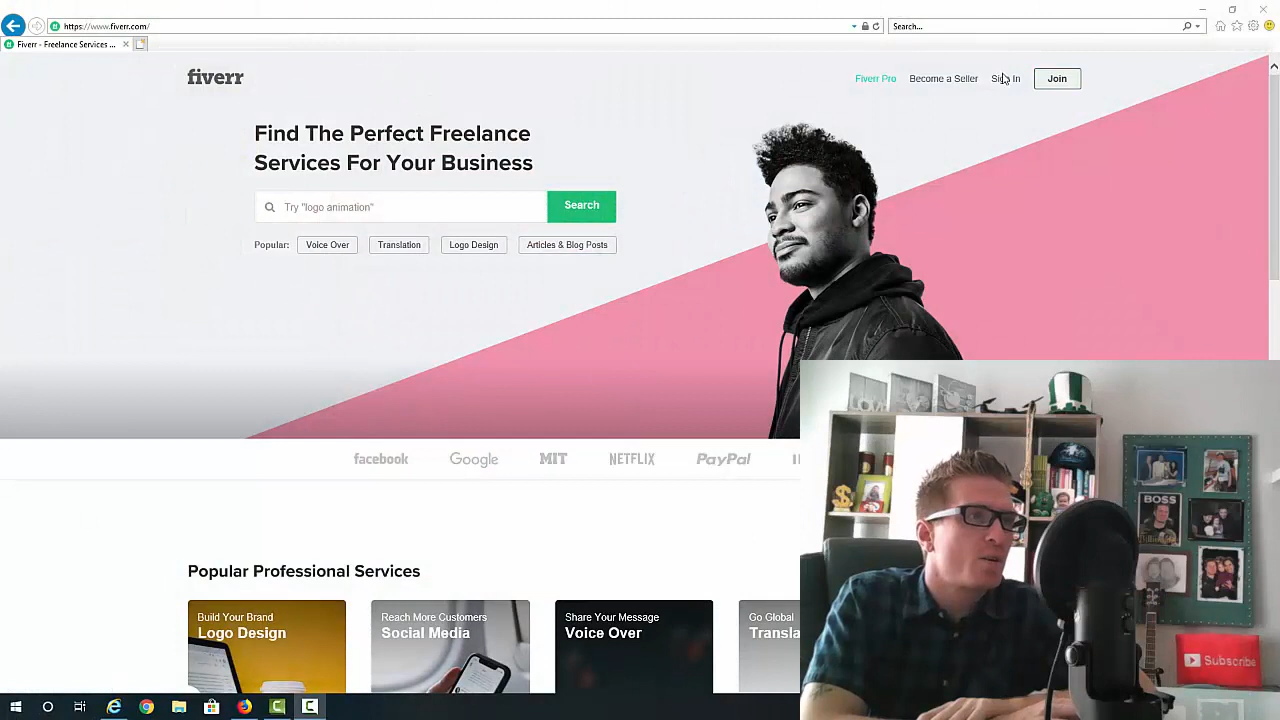 https://www.fiverr.com/
Search...
Fiverr - Freelance Services ...
fiverr
Fiverr Pro
Become a Seller
Sign In
Join
Find The Perfect Freelance
Services For Your Business
Try "logo animation"
Search
Popular:
Voice Over
Translation
Logo Design
Articles & Blog Posts
facebook
Google
MIT
NETFLIX
PayPal
Popular Professional Services
Build Your Brand
Logo Design
Reach More Customers
Social Media
Share Your Message
Voice Over
Go Global
Transla
BOSS
Subscribe